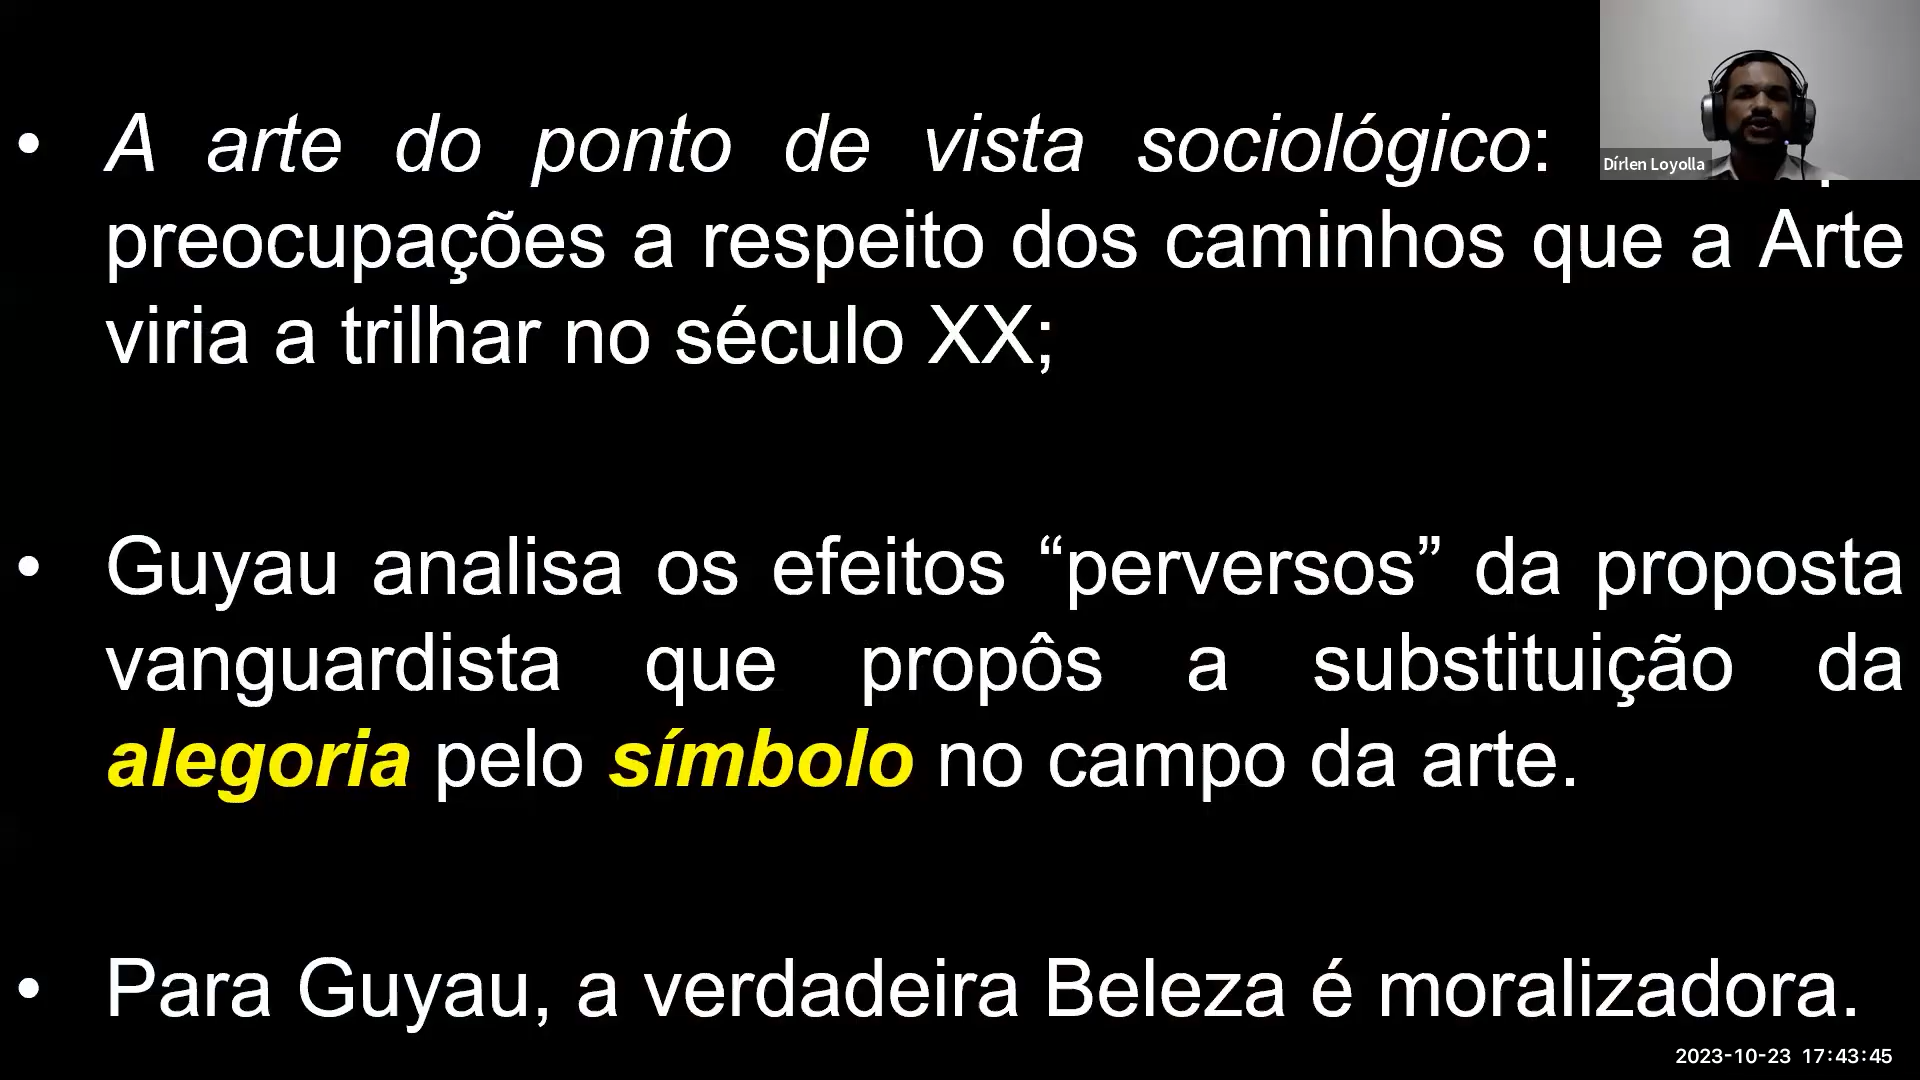 • A arte do ponto de vista sociológico:
Dírlen Loyolla
preocupações a respeito dos caminhos que a Arte
viria a trilhar no século XX;
• Guyau analisa os efeitos “perversos” da proposta
vanguardista que propôs a substituição da
alegoria pelo símbolo no campo da arte.
• Para Guyau, a verdadeira Beleza é moralizadora.
2023-10-23 17:43:45